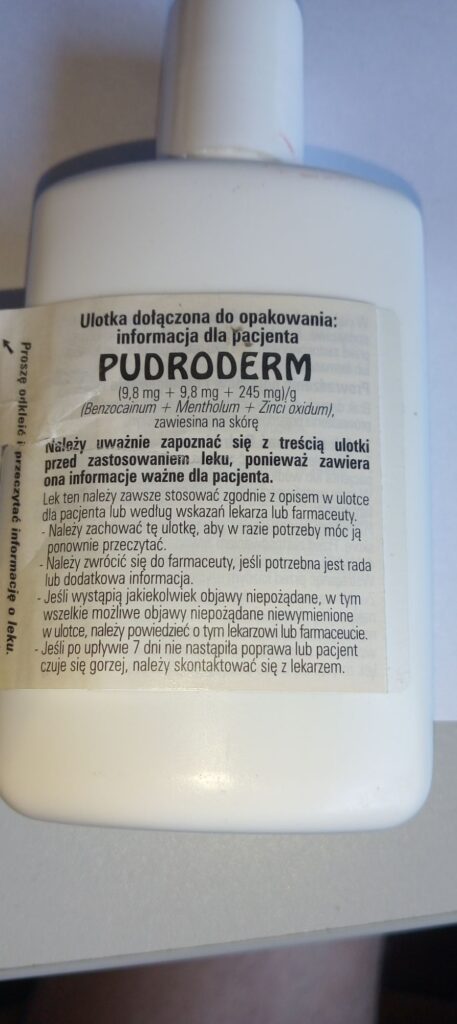 Ulotka dołączona do opakowania:
informacja dla pacjenta
PUDRODERM
(9,8 mg + 9,8 mg + 245 mg)/g
(Benzocainum + Mentholum + Zinci oxidum),
zawiesina na skórę
Należy uważnie zapoznać się z treścią ulotki
przed zastosowaniem leku, ponieważ zawiera
ona informacje ważne dla pacjenta.
Lek ten należy zawsze stosować zgodnie z opisem w ulotce
dla pacjenta lub według wskazań lekarza lub farmaceuty.
- Należy zachować tę ulotkę, aby w razie potrzeby móc ją
ponownie przeczytać.
- Należy zwrócić się do farmaceuty, jeśli potrzebna jest rada
lub dodatkowa informacja.
- Jeśli wystąpią jakiekolwiek objawy niepożądane, w tym
wszelkie możliwe objawy niepożądane niewymienione
w ulotce, należy powiedzieć o tym lekarzowi lub farmaceucie.
- Jeśli po upływie 7 dni nie nastąpiła poprawa lub pacjent
czuje się gorzej, należy skontaktować się z lekarzem.
Proszę odkleić i przeczytać informację o leku.